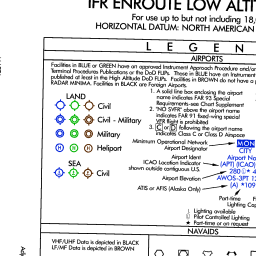 IFR ENROUTE LOW ALTI
For use up to but not including 18,0
HORIZONTAL DATUM: NORTH AMERICAN
L E G E N
AIRPORTS
Facilities in BLUE or GREEN have an approved Instrument Approach Procedure and/or
Terminal Procedures Publications or the DoD FLIPs. Those in BLUE have an Instrument
published at least in the High Altitude DoD FLIPs. Facilities in BROWN do not have a
RADAR MINIMA. Facilities in BLACK are Foreign Airports.
LAND
Civil
Civil - Military
Military
H Heliport
SEA
Civil
1. A solid line box enclosing the airport
name indicates FAR 93 Special
Requirements-see Chart Supplement
2. "NO SVFR" above the airport name
indicates FAR 91 fixed-wing special
VFR flight is prohibited
3. C or D following the airport name
indicates Class C or Class D Airspace
Minimum Operational Network
Airport Designator
MON
CITY
Airport Ident
ICAO Location Indicator
shown outside contiguous U.S.
Airport Na
(APT) (ICAO)
280
Airport Elevation
AWOS-3PT 12
ATIS or AFIS (Alaska Only)
(A) *109
Part-time
Lighting Cap
Lighting available
Pilot Controlled Lighting
Part-time or on request
NAVAIDS
VHF/UHF Data is depicted in BLACK
LF/MF Data is depicted in BROWN